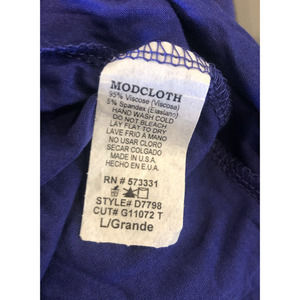 MODCLOTH
95% Viscose (Viscosa)
5% Spandex (Elastano)
HAND WASH COLD
DO NOT BLEACH
LAY FLAT TO DRY
LAVE FRIO A MANO
NO USAR CLORO
SECAR COLGADO
MADE IN U.S.A.
HECHO EN E.U.A.
RN # 573331
STYLE# D7798
CUT# G11072 T
L/Grande